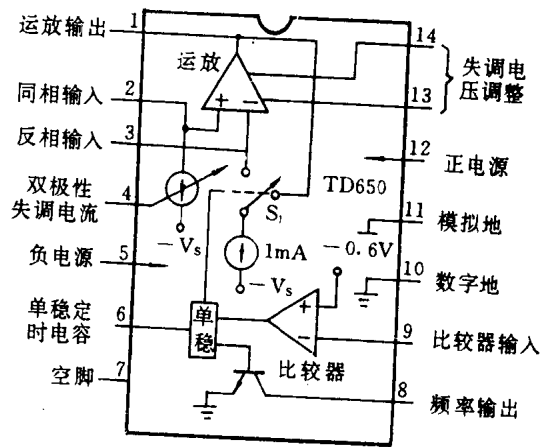 运放输出 1
同相输入 2
反相输入 3
双极性
失调电流 4
负电源 5
单稳定
时电容 6
空脚 7
14 失调电
压调整
13
12 正电源
11 模拟地
10 数字地
9 比较器输入
8 频率输出
运放
+ −
TD650
S₁
−Vs
1mA
−0.6V
−Vs
单
稳
+
−
比较器